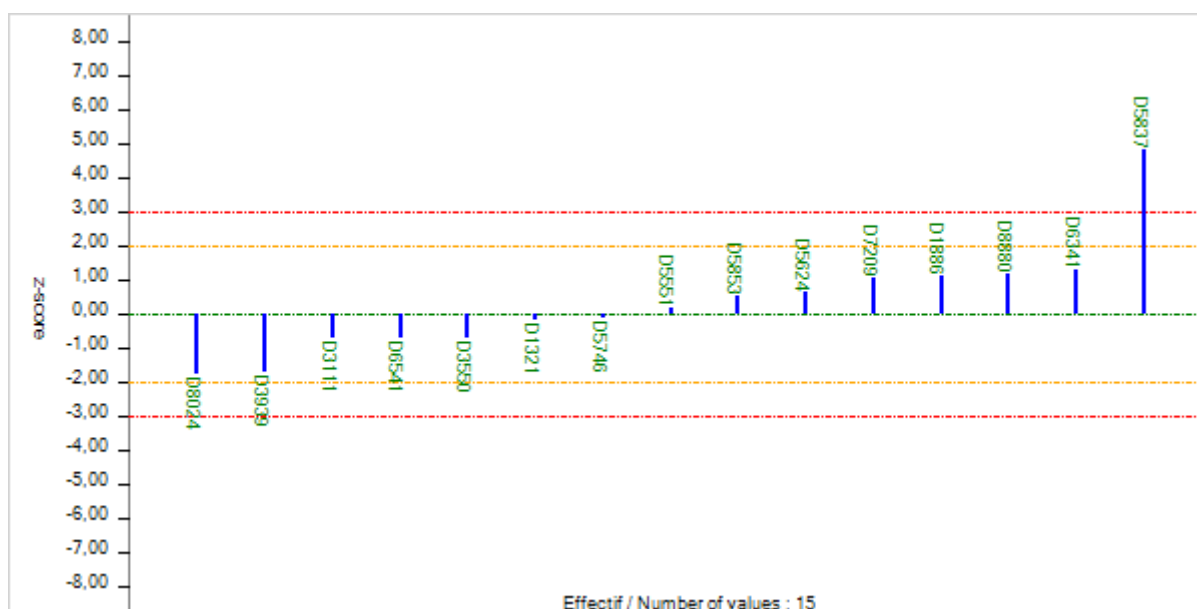 8,00
7,00
6,00
5,00
4,00
3,00
2,00
1,00
0,00
-1,00
-2,00
-3,00
-4,00
-5,00
-6,00
-7,00
-8,00
z-score
D8024
D3939
D3111
D6541
D3550
D1321
D5746
D5551
D5853
D5624
D7209
D1886
D8880
D6341
D5837
Effectif / Number of values : 15